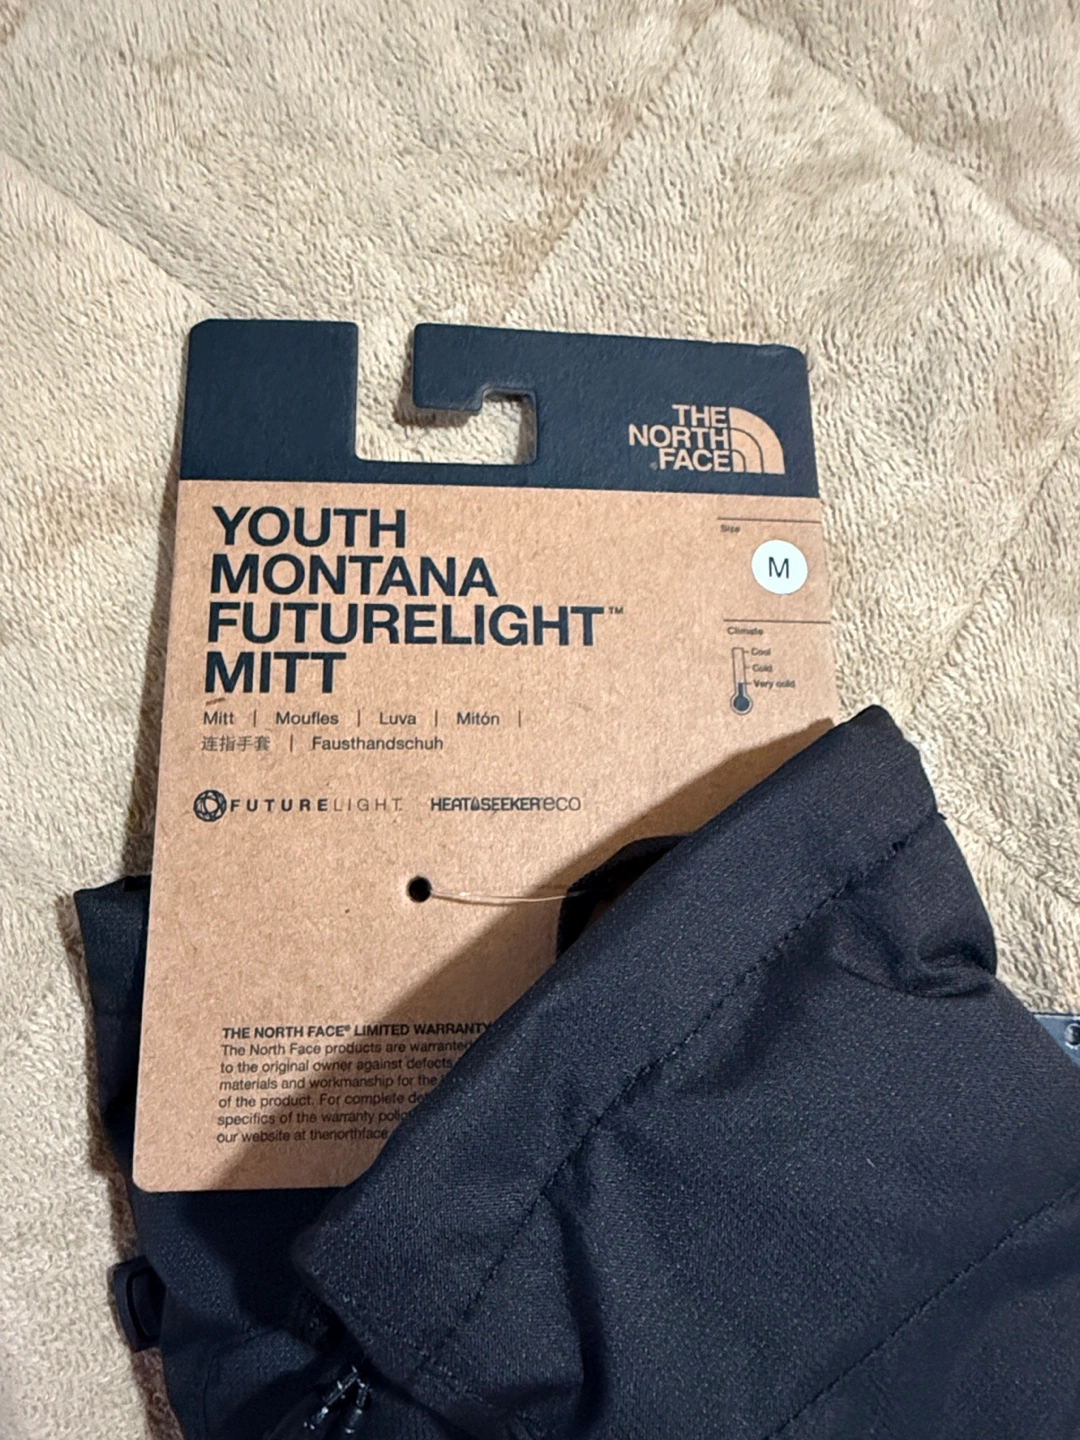 THE
NORTH
FACE
YOUTH
MONTANA
FUTURELIGHT™
MITT
Size
M
Climate
Cool
Cold
Very cold
Mitt | Moufles | Luva | Mitón |
连指手套 | Fausthandschuh
FUTURELIGHT HEATSEEKER eco
THE NORTH FACE® LIMITED WARRANTY
The North Face products are warranted
to the original owner against defects
materials and workmanship for the
of the product. For complete
specifics of the warranty
our website at thenorthface